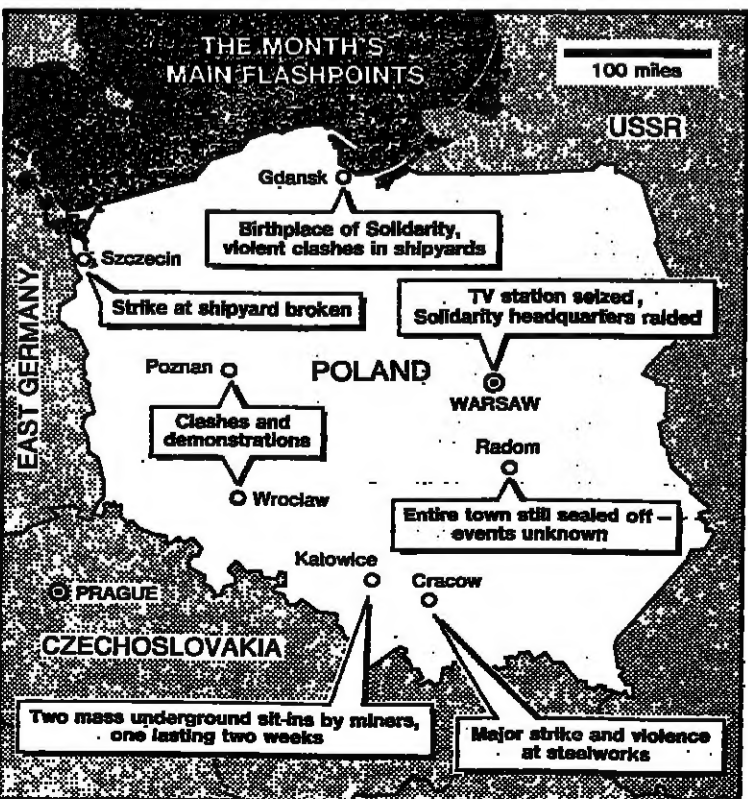 THE MONTH'S
MAIN FLASHPOINTS
100 miles
USSR
Gdansk
Birthplace of Solidarity,
violent clashes in shipyards
Szczecin
Strike at shipyard broken
TV station seized,
Solidarity headquarters raided
EAST GERMANY
Poznan
POLAND
WARSAW
Clashes and
demonstrations
Radom
Wroclaw
Entire town still sealed off –
events unknown
Katowice
Cracow
PRAGUE
CZECHOSLOVAKIA
Two mass underground sit-ins by miners,
one lasting two weeks
Major strike and violence
at steelworks